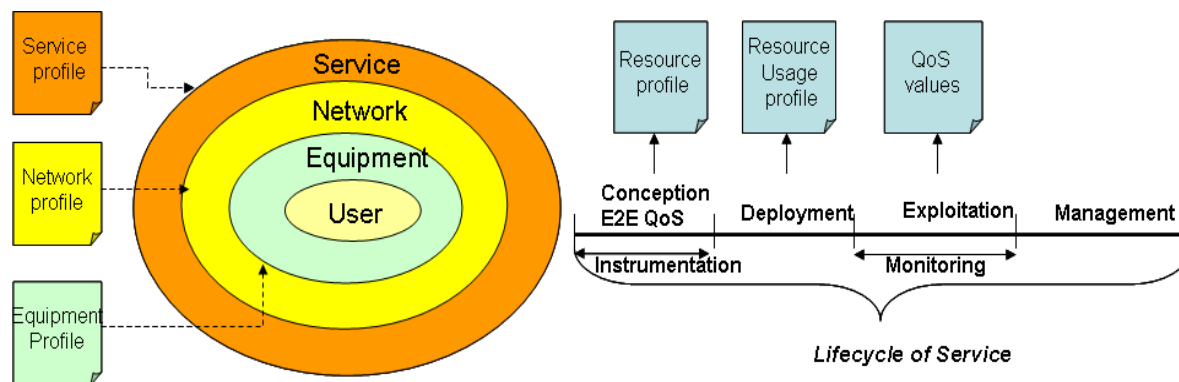 Service
profile
Network
profile
Equipment
Profile
Service
Network
Equipment
User
Resource
profile
Resource
Usage
profile
QoS
values
Conception
E2E QoS
Deployment
Exploitation
Management
Instrumentation
Monitoring
Lifecycle of Service